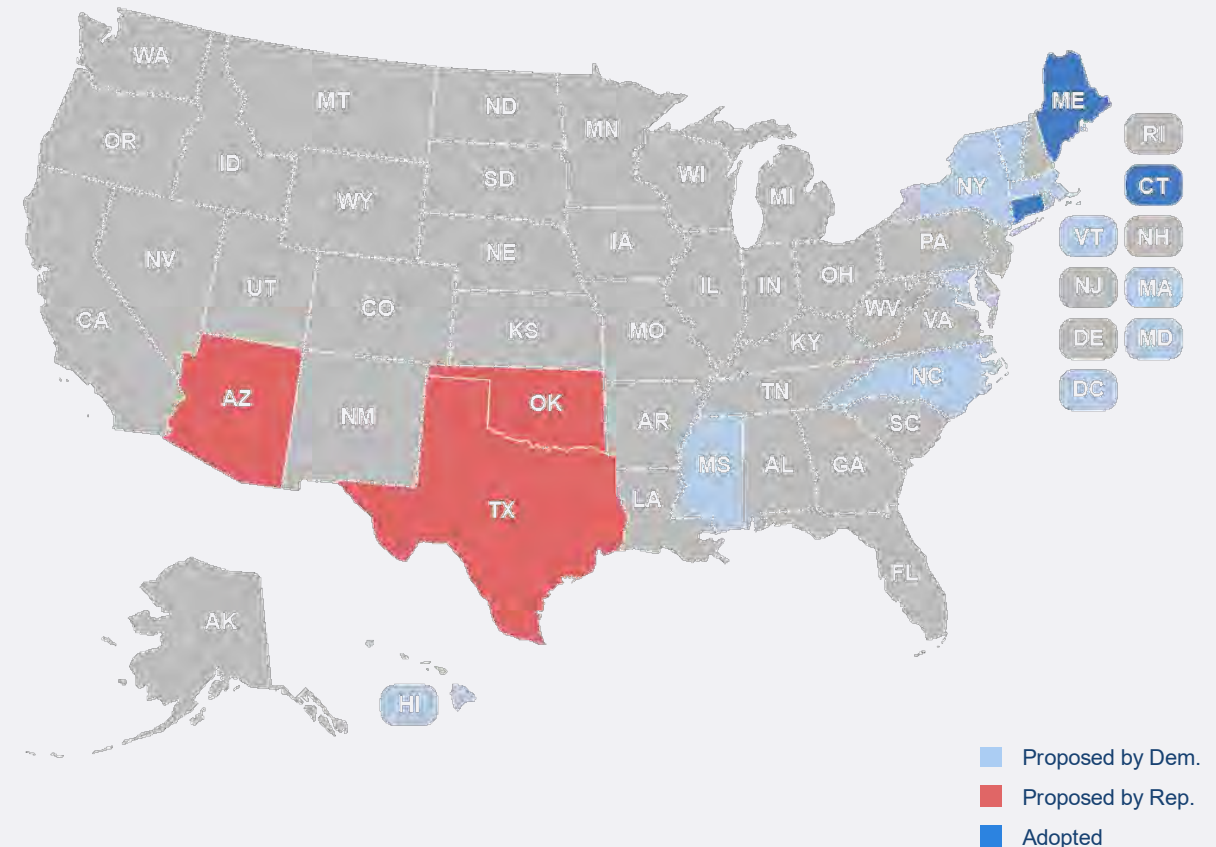 WA
MT
ND
MN
ME
OR
ID
SD
WI
MI
NY
RI
WY
CT
NV
NE
IA
PA
VT
NH
UT
CO
IL
IN
OH
NJ
MA
CA
KS
MO
WV
VA
KY
DE
MD
AZ
NM
OK
AR
TN
NC
DC
SC
TX
LA
MS
AL
GA
FL
AK
HI
Proposed by Dem.
Proposed by Rep.
Adopted